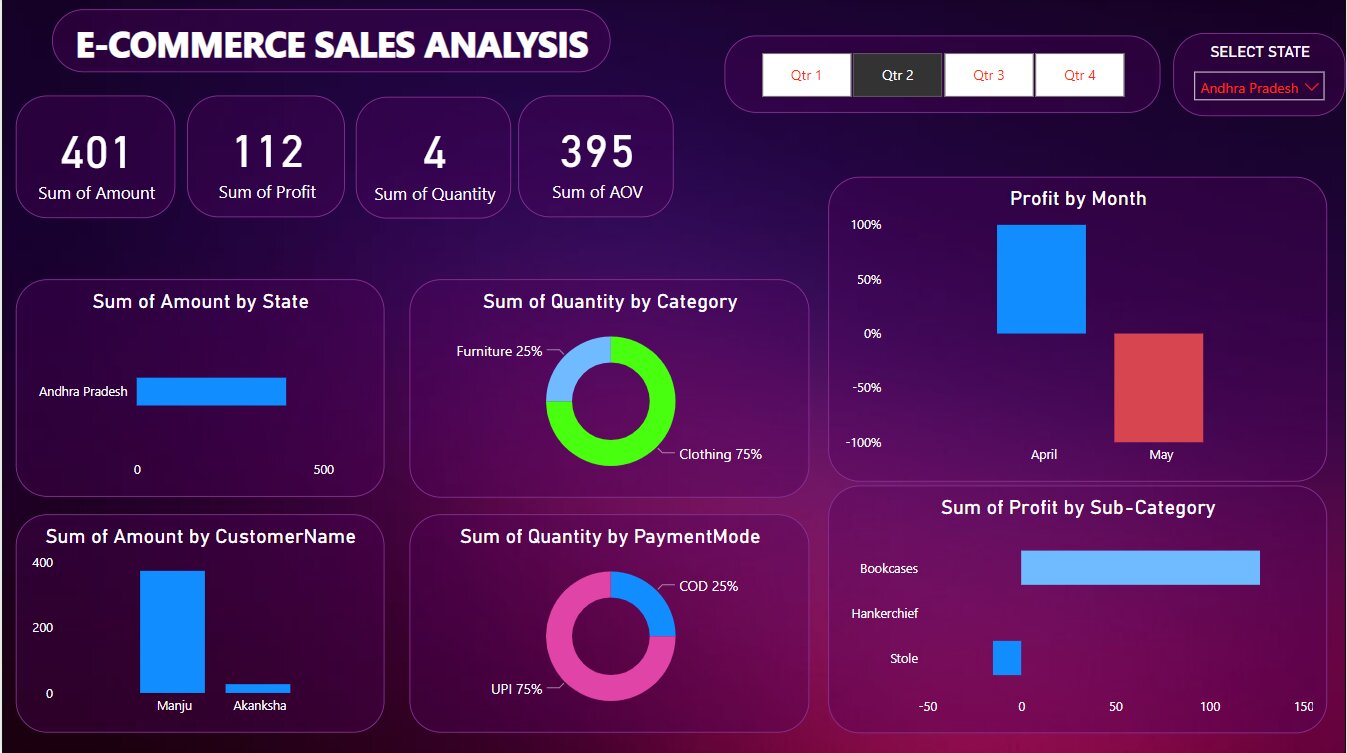 E-COMMERCE SALES ANALYSIS
Qtr 1
Qtr 2
Qtr 3
Qtr 4
SELECT STATE
Andhra Pradesh
401
Sum of Amount
112
Sum of Profit
4
Sum of Quantity
395
Sum of AOV
Profit by Month
100%
50%
0%
-50%
-100%
April
May
Sum of Amount by State
Andhra Pradesh
0
500
Sum of Quantity by Category
Furniture 25%
Clothing 75%
Sum of Amount by CustomerName
400
200
0
Manju
Akanksha
Sum of Quantity by PaymentMode
COD 25%
UPI 75%
Sum of Profit by Sub-Category
Bookcases
Hankerchief
Stole
-50
0
50
100
150